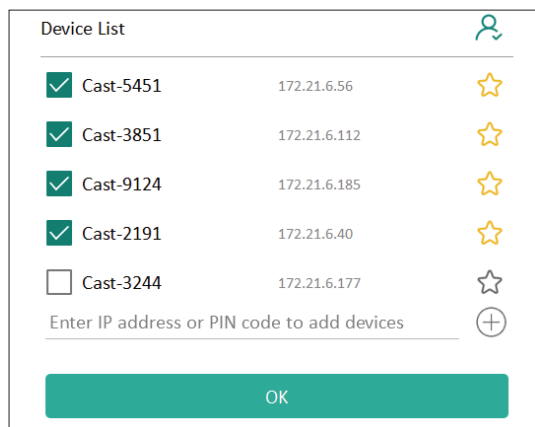 Device List
Cast-5451 172.21.6.56
Cast-3851 172.21.6.112
Cast-9124 172.21.6.185
Cast-2191 172.21.6.40
Cast-3244 172.21.6.177
Enter IP address or PIN code to add devices
OK